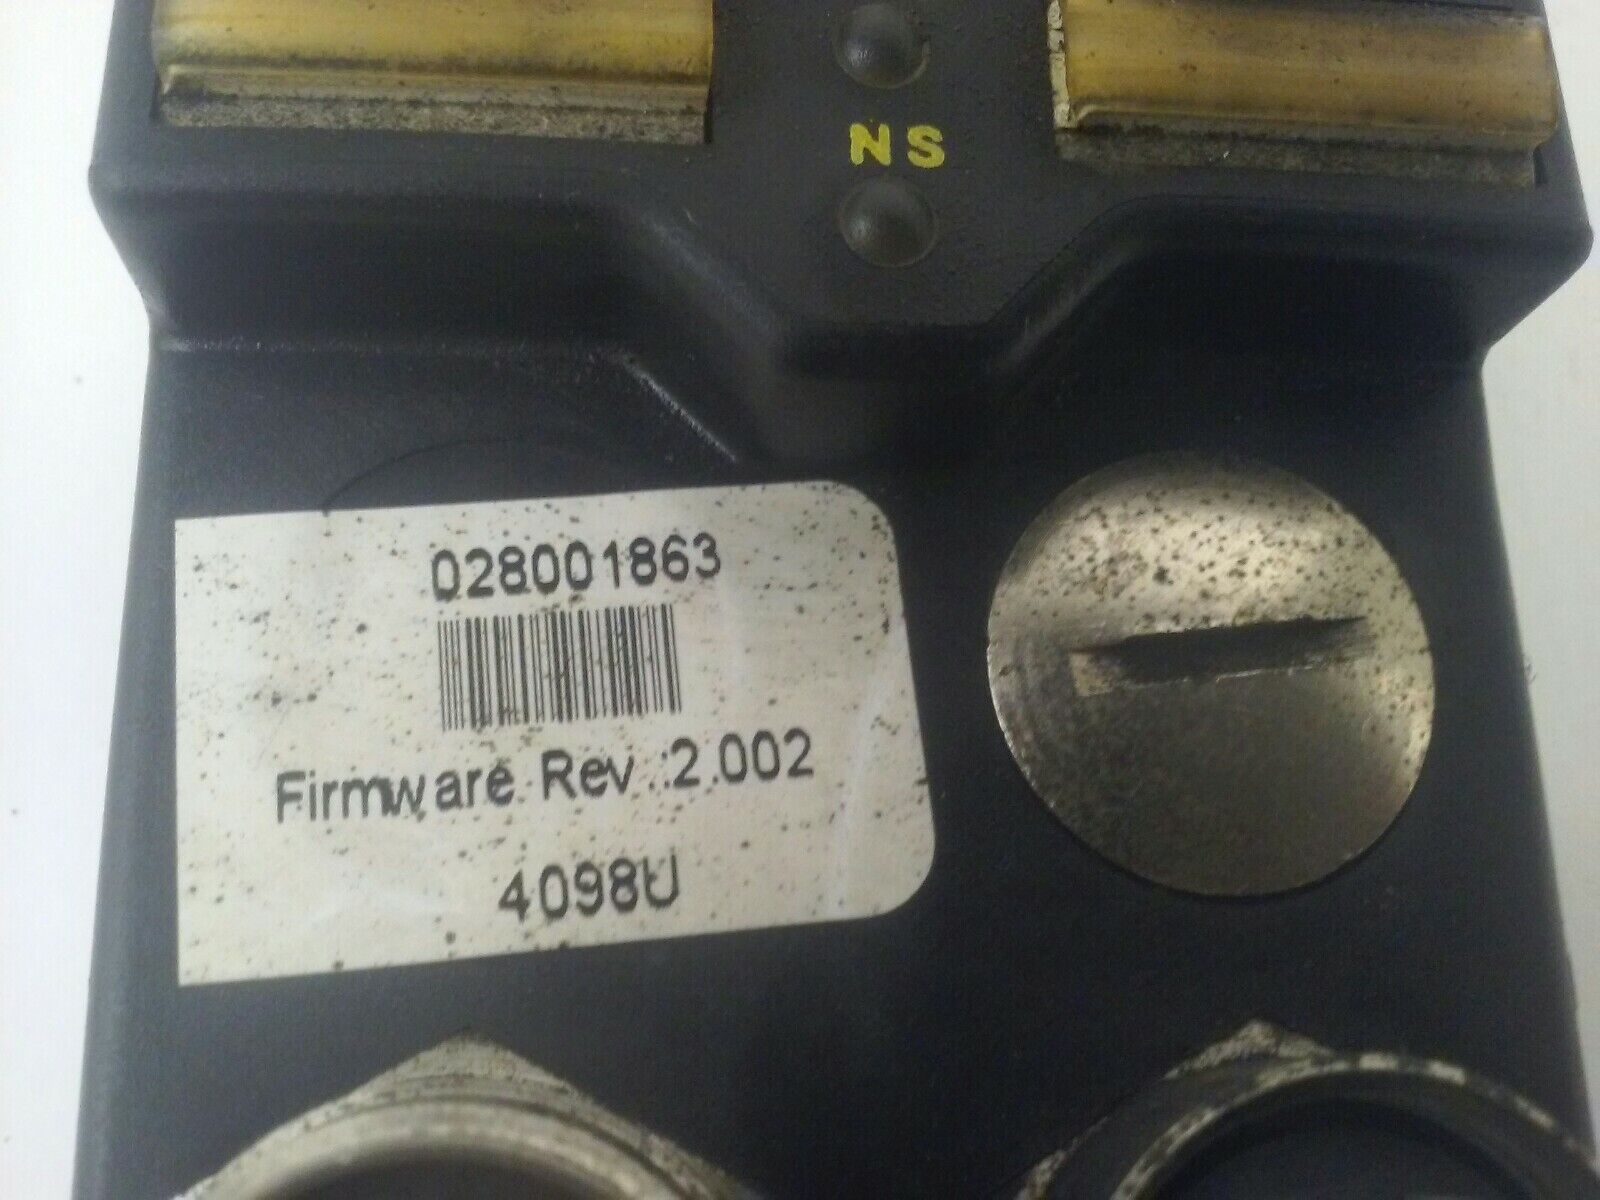 NS
028001863
Firmware Rev :2.002
4098U